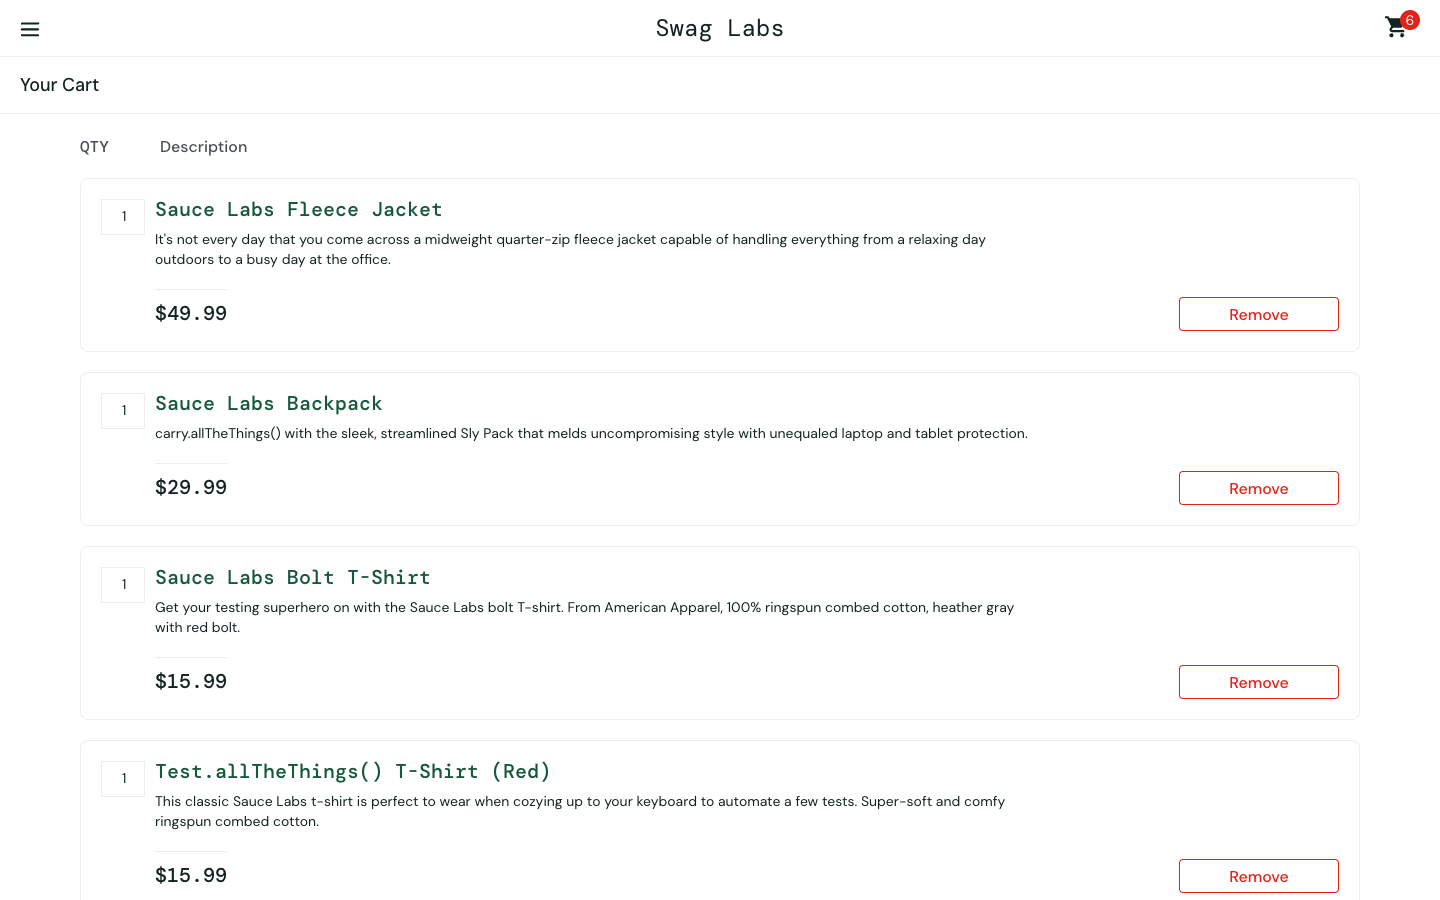 Swag Labs
6
Your Cart
QTY
Description
1
Sauce Labs Fleece Jacket
It's not every day that you come across a midweight quarter-zip fleece jacket capable of handling everything from a relaxing day
outdoors to a busy day at the office.
$49.99
Remove
1
Sauce Labs Backpack
carry.allTheThings() with the sleek, streamlined Sly Pack that melds uncompromising style with unequaled laptop and tablet protection.
$29.99
Remove
1
Sauce Labs Bolt T-Shirt
Get your testing superhero on with the Sauce Labs bolt T-shirt. From American Apparel, 100% ringspun combed cotton, heather gray
with red bolt.
$15.99
Remove
1
Test.allTheThings() T-Shirt (Red)
This classic Sauce Labs t-shirt is perfect to wear when cozying up to your keyboard to automate a few tests. Super-soft and comfy
ringspun combed cotton.
$15.99
Remove